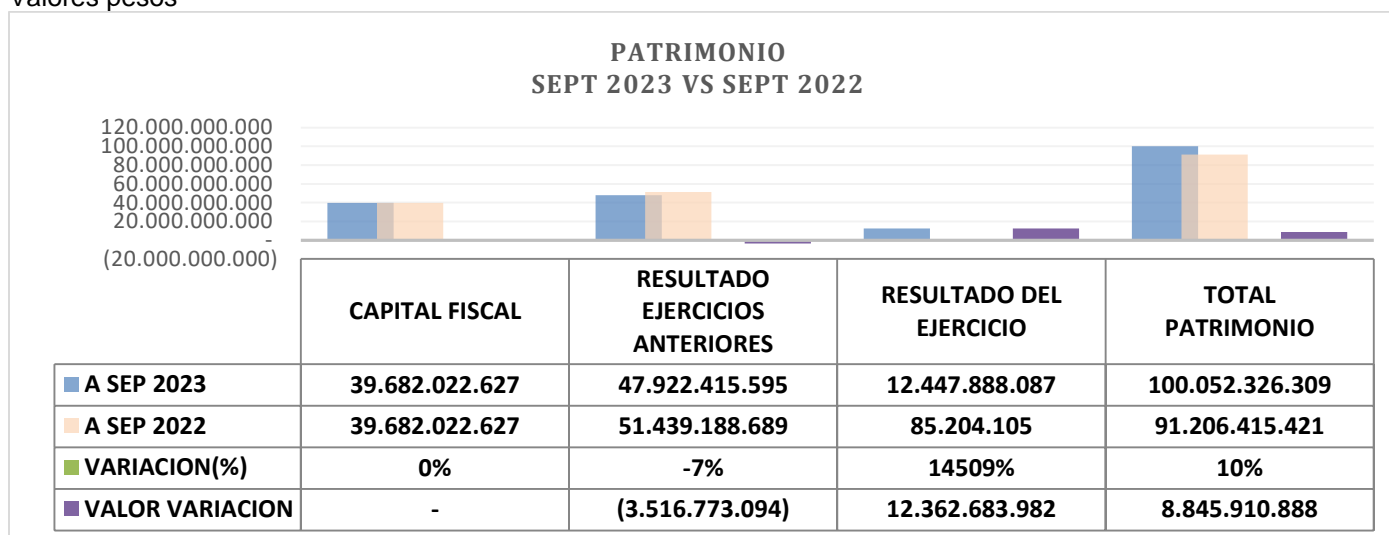 Valores pesos
PATRIMONIO
SEPT 2023 VS SEPT 2022
120.000.000.000
100.000.000.000
80.000.000.000
60.000.000.000
40.000.000.000
20.000.000.000
-
(20.000.000.000)
CAPITAL FISCAL
RESULTADO
EJERCICIOS
ANTERIORES
RESULTADO DEL
EJERCICIO
TOTAL
PATRIMONIO
A SEP 2023 39.682.022.627 47.922.415.595 12.447.888.087 100.052.326.309
A SEP 2022 39.682.022.627 51.439.188.689 85.204.105 91.206.415.421
VARIACION(%) 0% -7% 14509% 10%
VALOR VARIACION - (3.516.773.094) 12.362.683.982 8.845.910.888